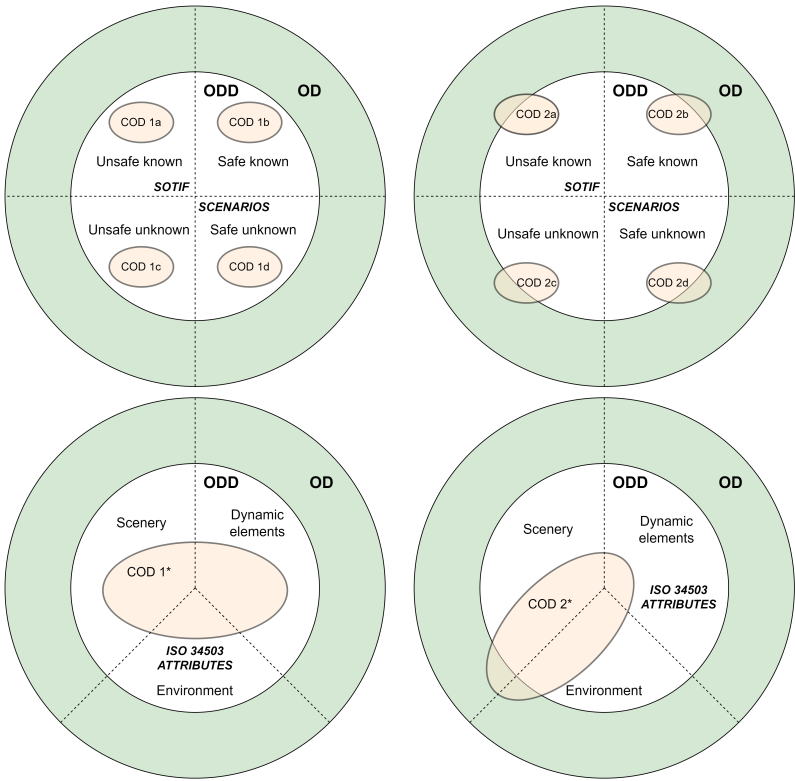 ODD OD
COD 1a COD 1b
Unsafe known Safe known
SOTIF
SCENARIOS
Unsafe unknown Safe unknown
COD 1c COD 1d
ODD OD
COD 2a COD 2b
Unsafe known Safe known
SOTIF
SCENARIOS
Unsafe unknown Safe unknown
COD 2c COD 2d
ODD OD
Scenery Dynamic
elements
COD 1*
ISO 34503
ATTRIBUTES
Environment
ODD OD
Scenery Dynamic
elements
ISO 34503
ATTRIBUTES
COD 2*
Environment